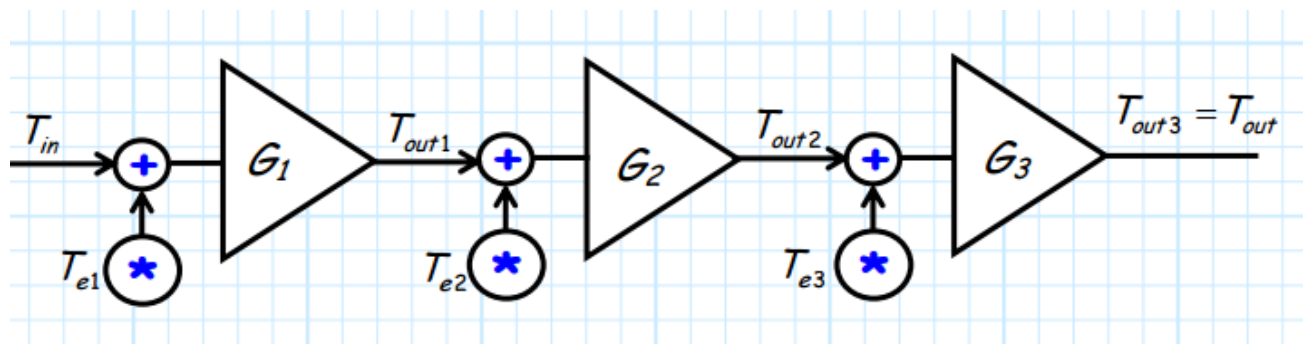 T_in + G_1 T_out1 + G_2 T_out2 + G_3 T_out3 = T_out
T_e1 * T_e2 * T_e3 *